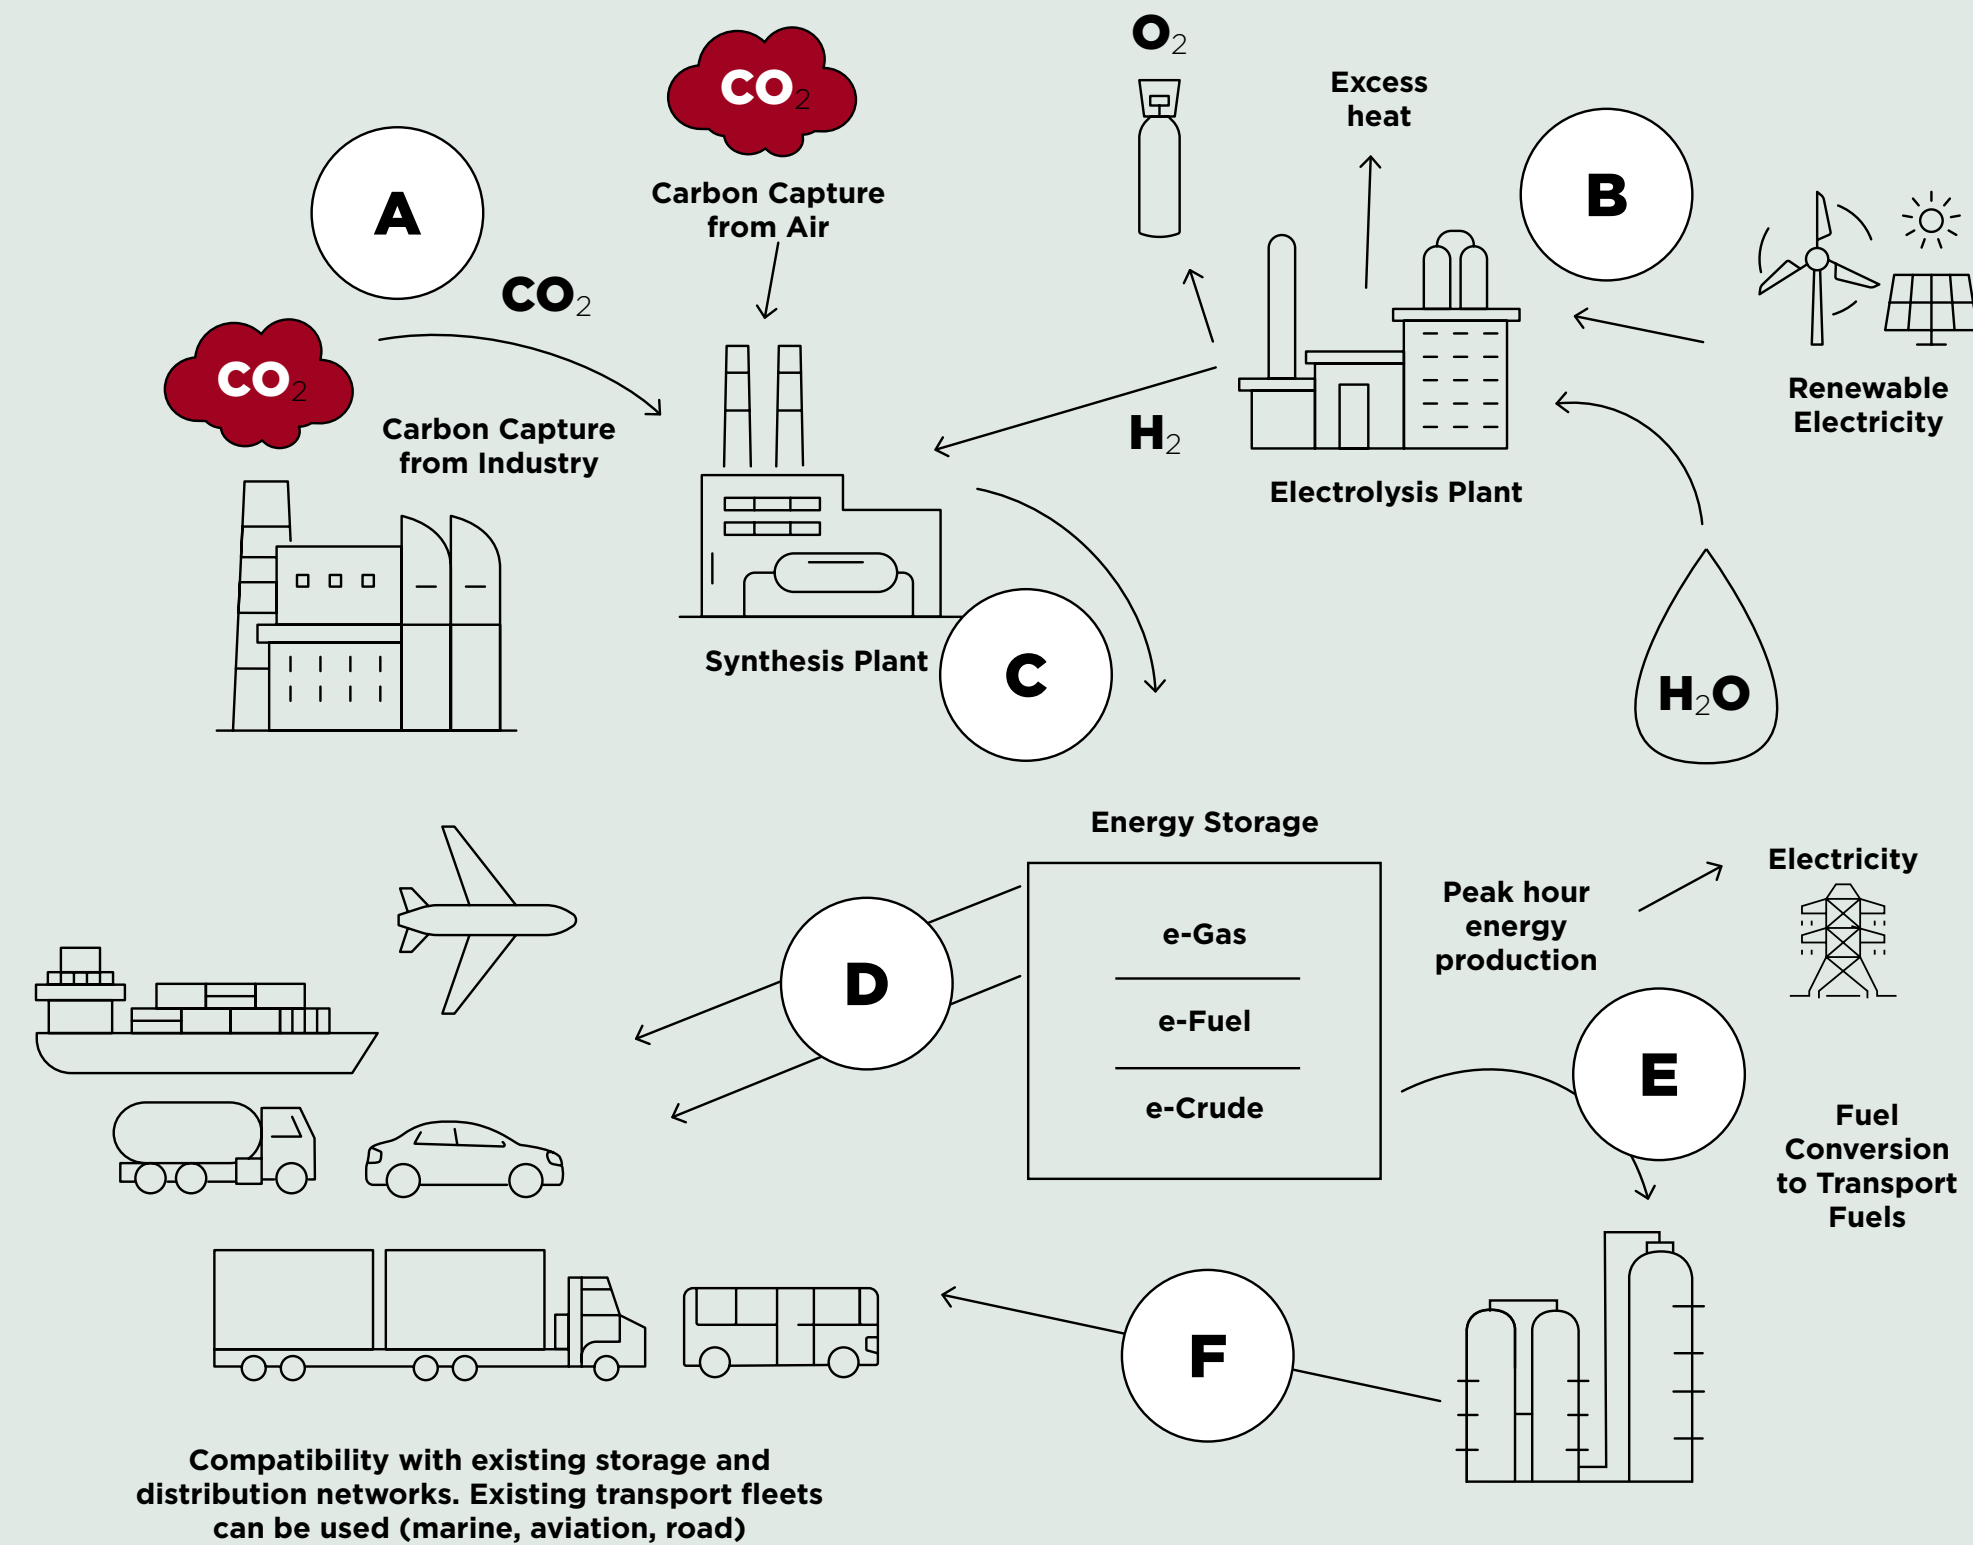 A
CO₂
CO₂
Carbon Capture
from Air
O₂
Excess
heat
B
CO₂
Carbon Capture
from Industry
Renewable
Electricity
H₂
Electrolysis Plant
Synthesis Plant
C
H₂O
Energy Storage
e-Gas
e-Fuel
e-Crude
Peak hour
energy
production
Electricity
D
E
Fuel
Conversion
to Transport
Fuels
F
Compatibility with existing storage and
distribution networks. Existing transport fleets
can be used (marine, aviation, road)